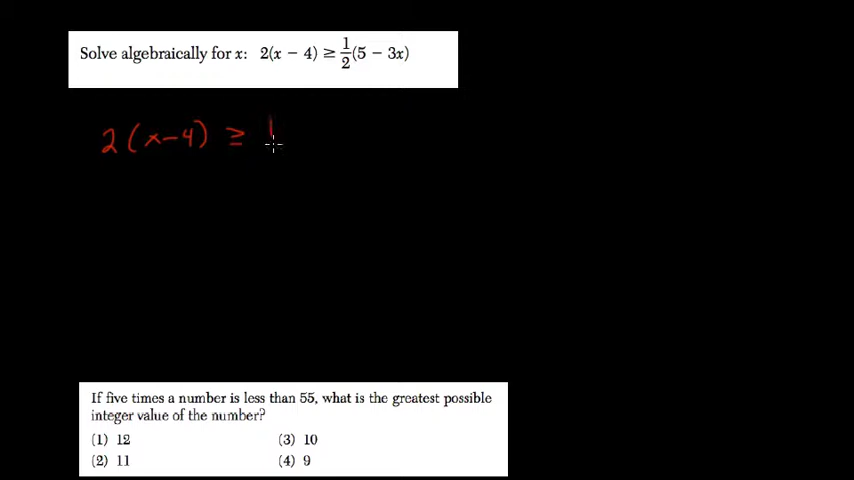 Solve algebraically for x: 2(x − 4) ≥ 1/2(5 − 3x)
2(x-4) ≥ 1
If five times a number is less than 55, what is the greatest possible
integer value of the number?
(1) 12 (3) 10
(2) 11 (4) 9